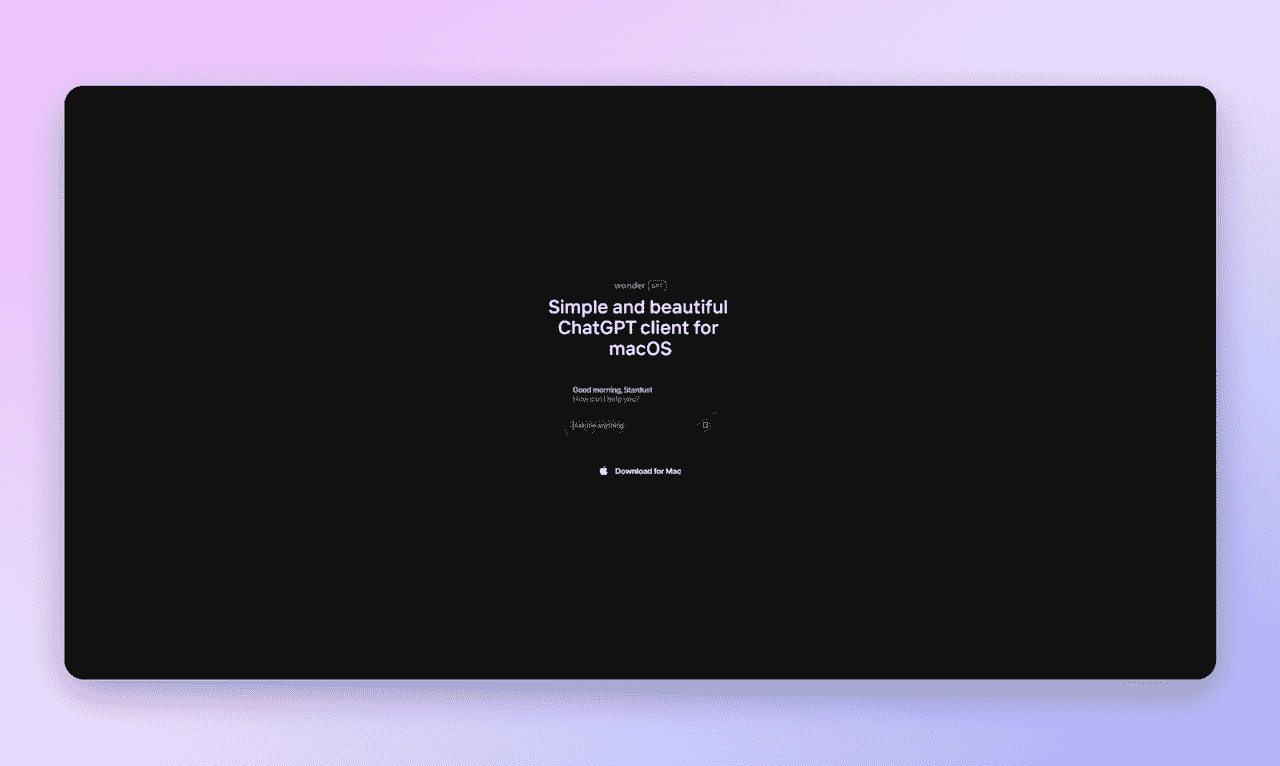 wonder GPT
Simple and beautiful
ChatGPT client for
macOS
Good morning, Stardust
How can I help you?
Ask me anything
Download for Mac